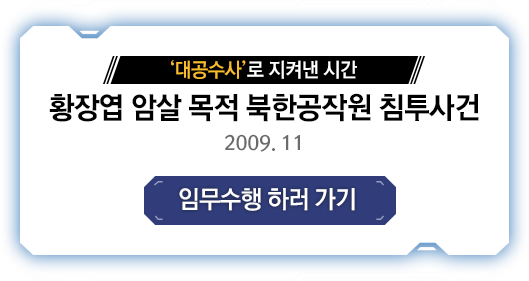 ‘대공수사’로 지켜낸 시간
황장엽 암살 목적 북한공작원 침투사건
2009. 11
임무수행 하러 가기